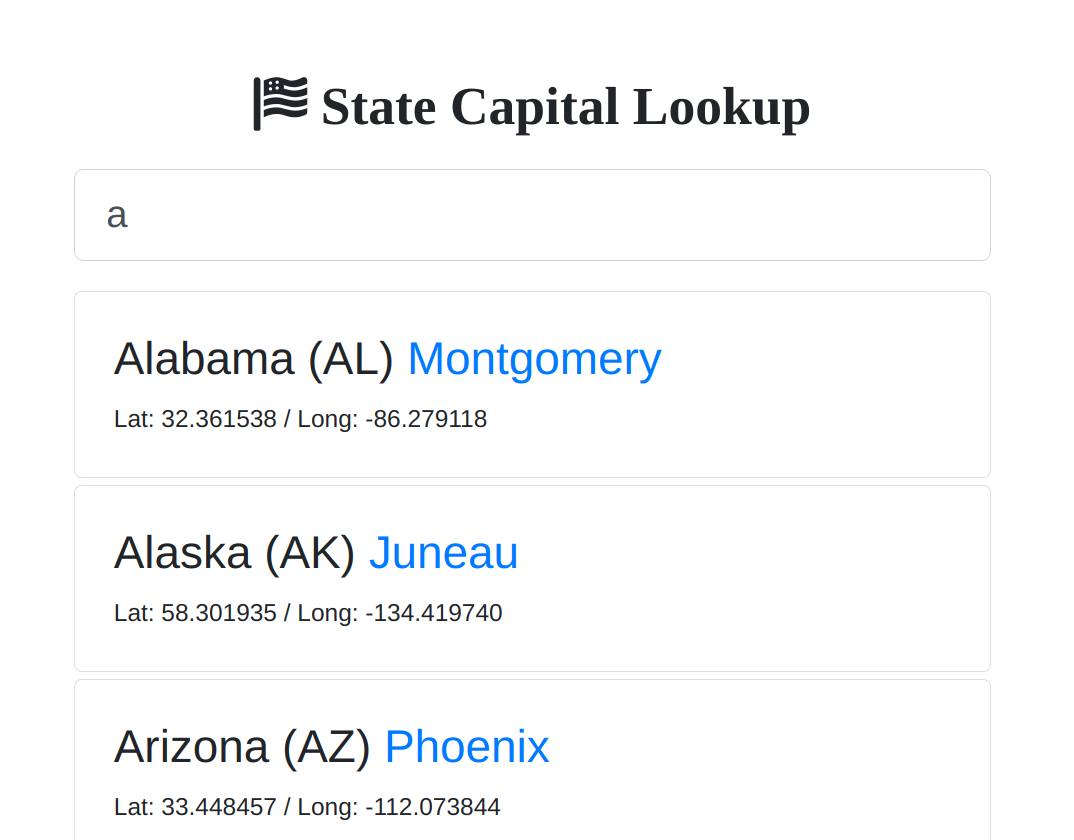 State Capital Lookup
a
Alabama (AL) Montgomery
Lat: 32.361538 / Long: -86.279118
Alaska (AK) Juneau
Lat: 58.301935 / Long: -134.419740
Arizona (AZ) Phoenix
Lat: 33.448457 / Long: -112.073844